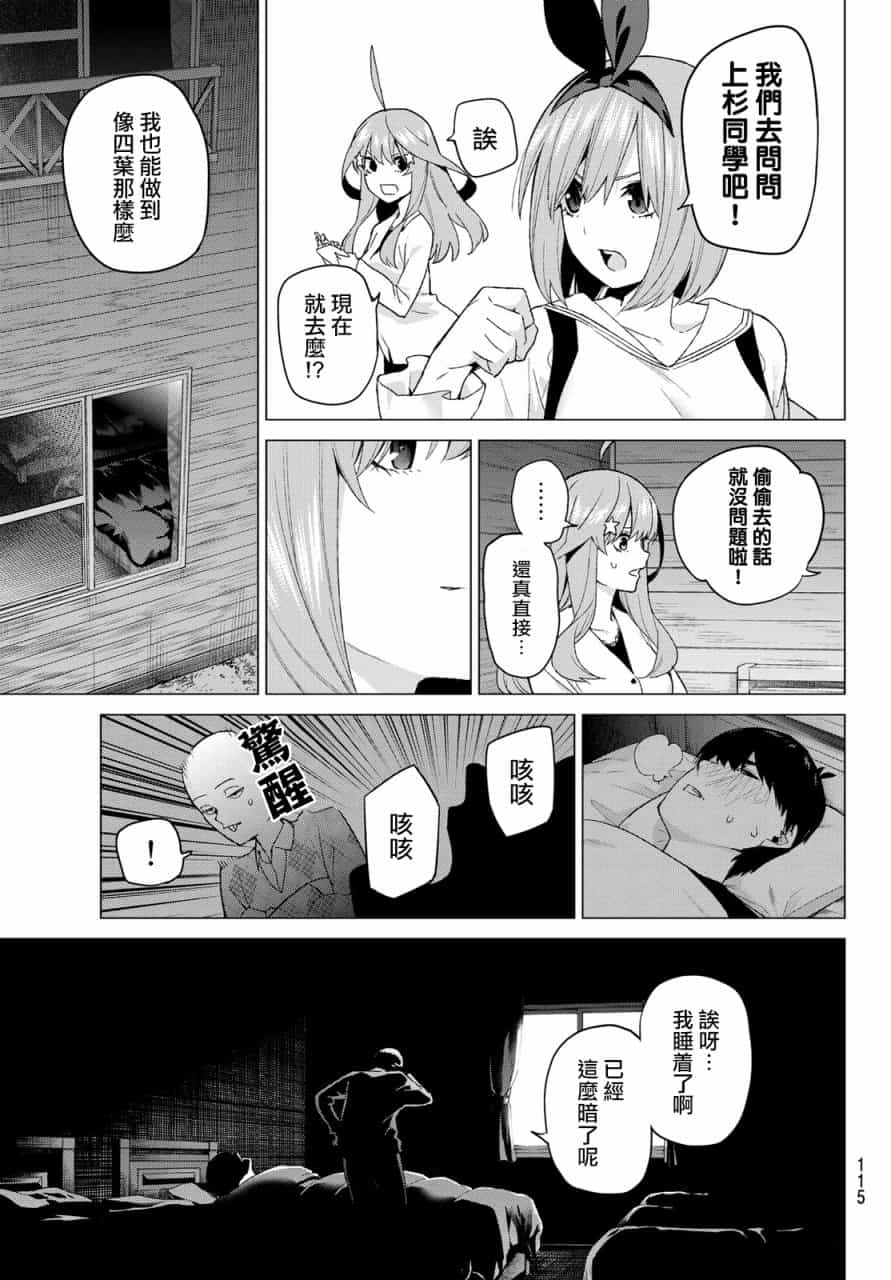 我們去問問
上杉同學吧！
誒
現在
就去麼!?
我也能做到
像四葉那樣麼
偷偷去的話
就沒問題啦！
……
還真直接…
咳咳
咳咳
驚醒
！
誒呀…
我睡着了啊
已經
這麼暗了呢
115